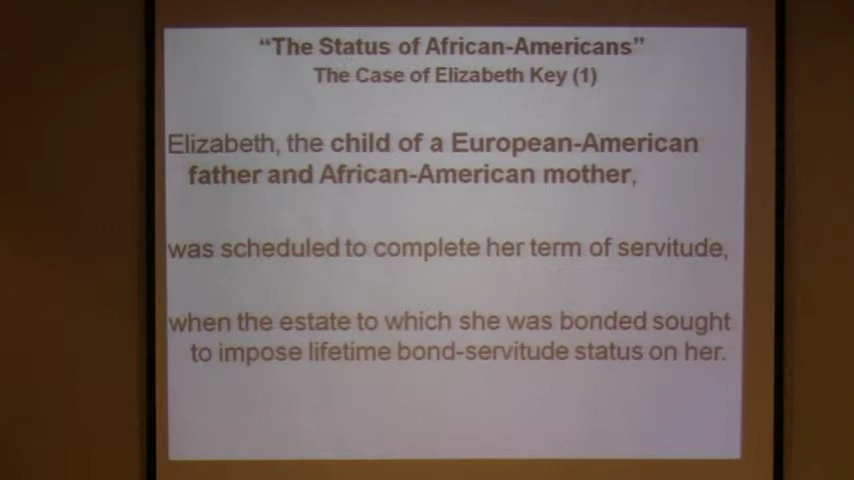 “The Status of African-Americans”
The Case of Elizabeth Key (1)
Elizabeth, the child of a European-American
father and African-American mother,
was scheduled to complete her term of servitude,
when the estate to which she was bonded sought
to impose lifetime bond-servitude status on her.